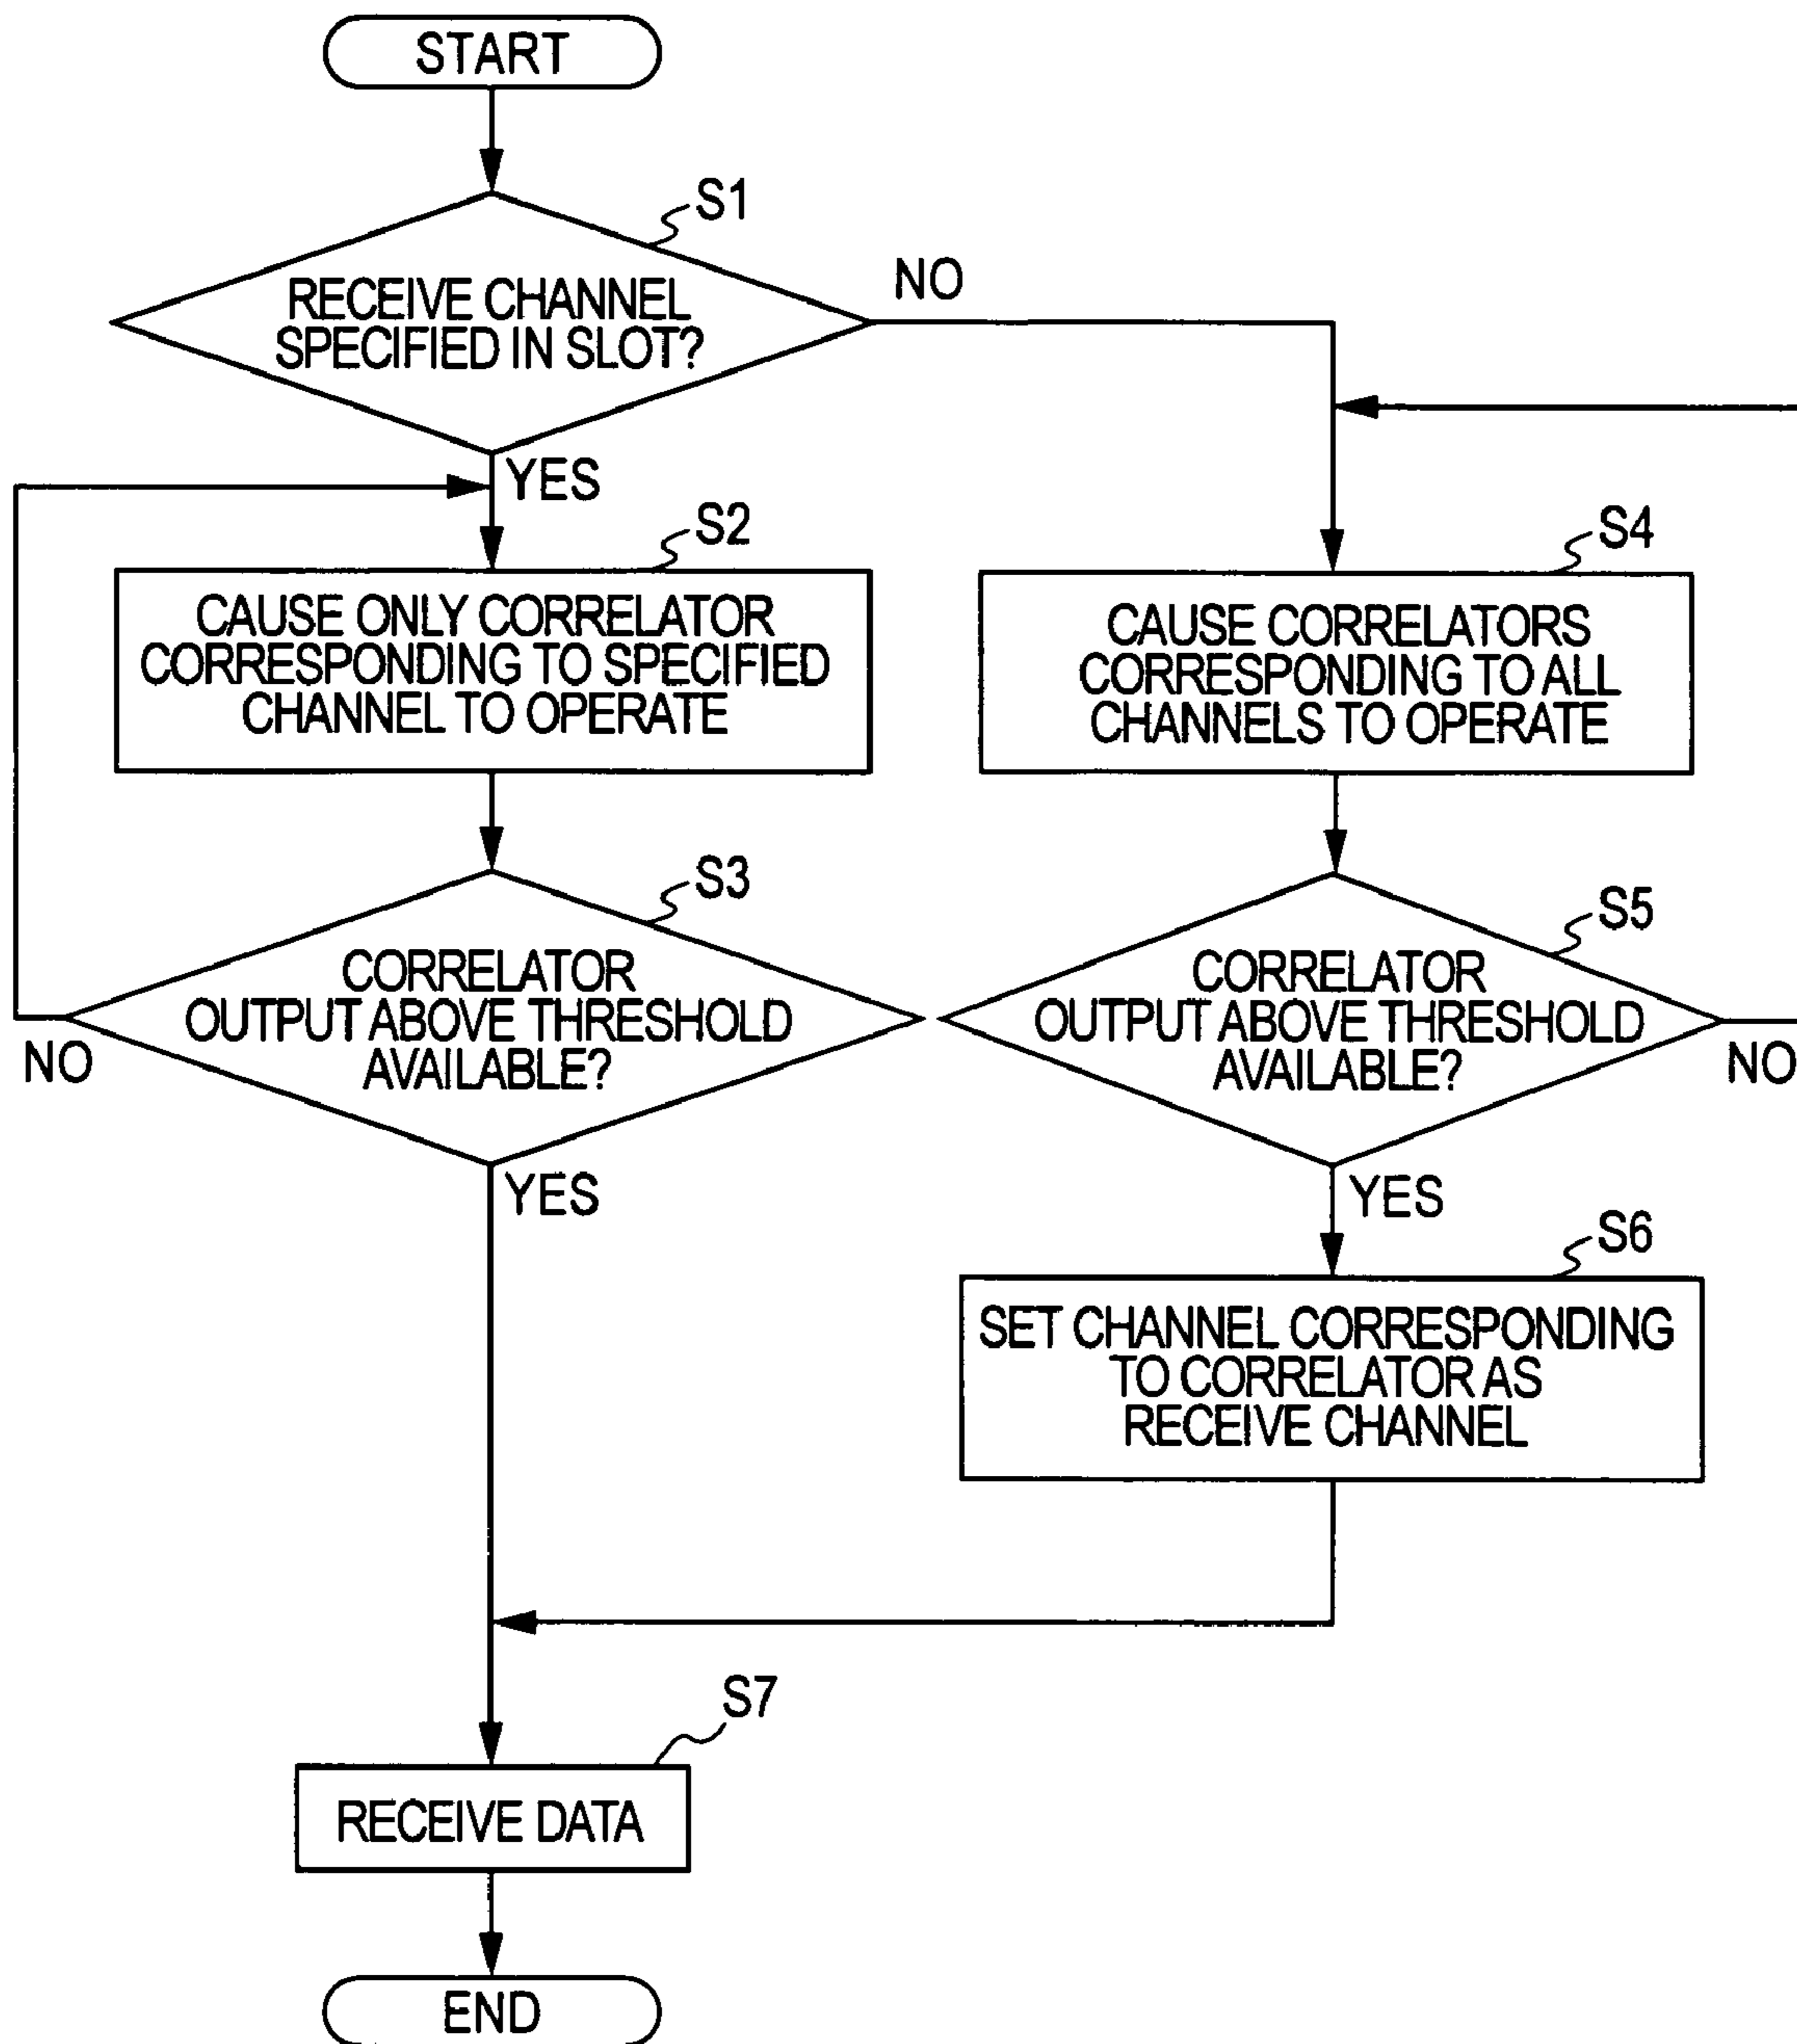 START
S1
RECEIVE CHANNEL
SPECIFIED IN SLOT?
NO
YES
S2
CAUSE ONLY CORRELATOR
CORRESPONDING TO SPECIFIED
CHANNEL TO OPERATE
S4
CAUSE CORRELATORS
CORRESPONDING TO ALL
CHANNELS TO OPERATE
S3
CORRELATOR
OUTPUT ABOVE THRESHOLD
AVAILABLE?
NO
YES
S5
CORRELATOR
OUTPUT ABOVE THRESHOLD
AVAILABLE?
NO
YES
S6
SET CHANNEL CORRESPONDING
TO CORRELATOR AS
RECEIVE CHANNEL
S7
RECEIVE DATA
END